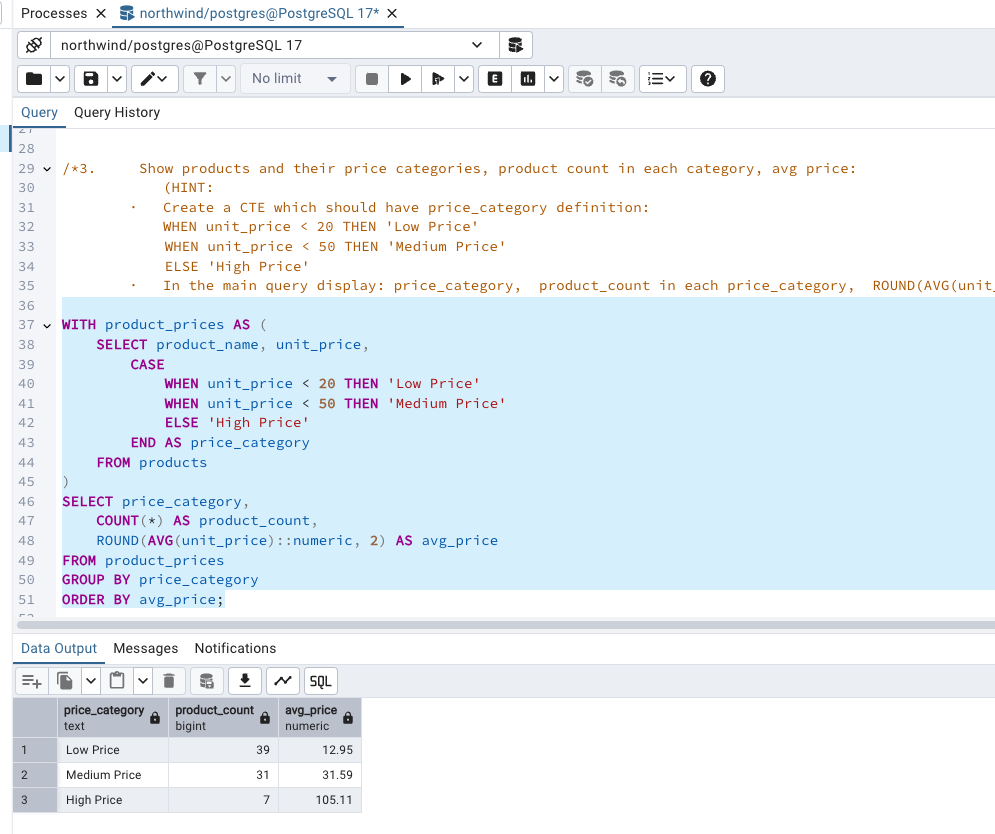 Processes
northwind/postgres@PostgreSQL 17*
northwind/postgres@PostgreSQL 17
No limit
E
Query Query History
27
28
29 /*3. Show products and their price categories, product count in each category, avg price:
30 (HINT:
31 · Create a CTE which should have price_category definition:
32 WHEN unit_price < 20 THEN 'Low Price'
33 WHEN unit_price < 50 THEN 'Medium Price'
34 ELSE 'High Price'
35 · In the main query display: price_category, product_count in each price_category, ROUND(AVG(unit_
36
37 WITH product_prices AS (
38 SELECT product_name, unit_price,
39 CASE
40 WHEN unit_price < 20 THEN 'Low Price'
41 WHEN unit_price < 50 THEN 'Medium Price'
42 ELSE 'High Price'
43 END AS price_category
44 FROM products
45 )
46 SELECT price_category,
47 COUNT(*) AS product_count,
48 ROUND(AVG(unit_price)::numeric, 2) AS avg_price
49 FROM product_prices
50 GROUP BY price_category
51 ORDER BY avg_price;
Data Output Messages Notifications
SQL
price_category product_count avg_price
text bigint numeric
1 Low Price 39 12.95
2 Medium Price 31 31.59
3 High Price 7 105.11